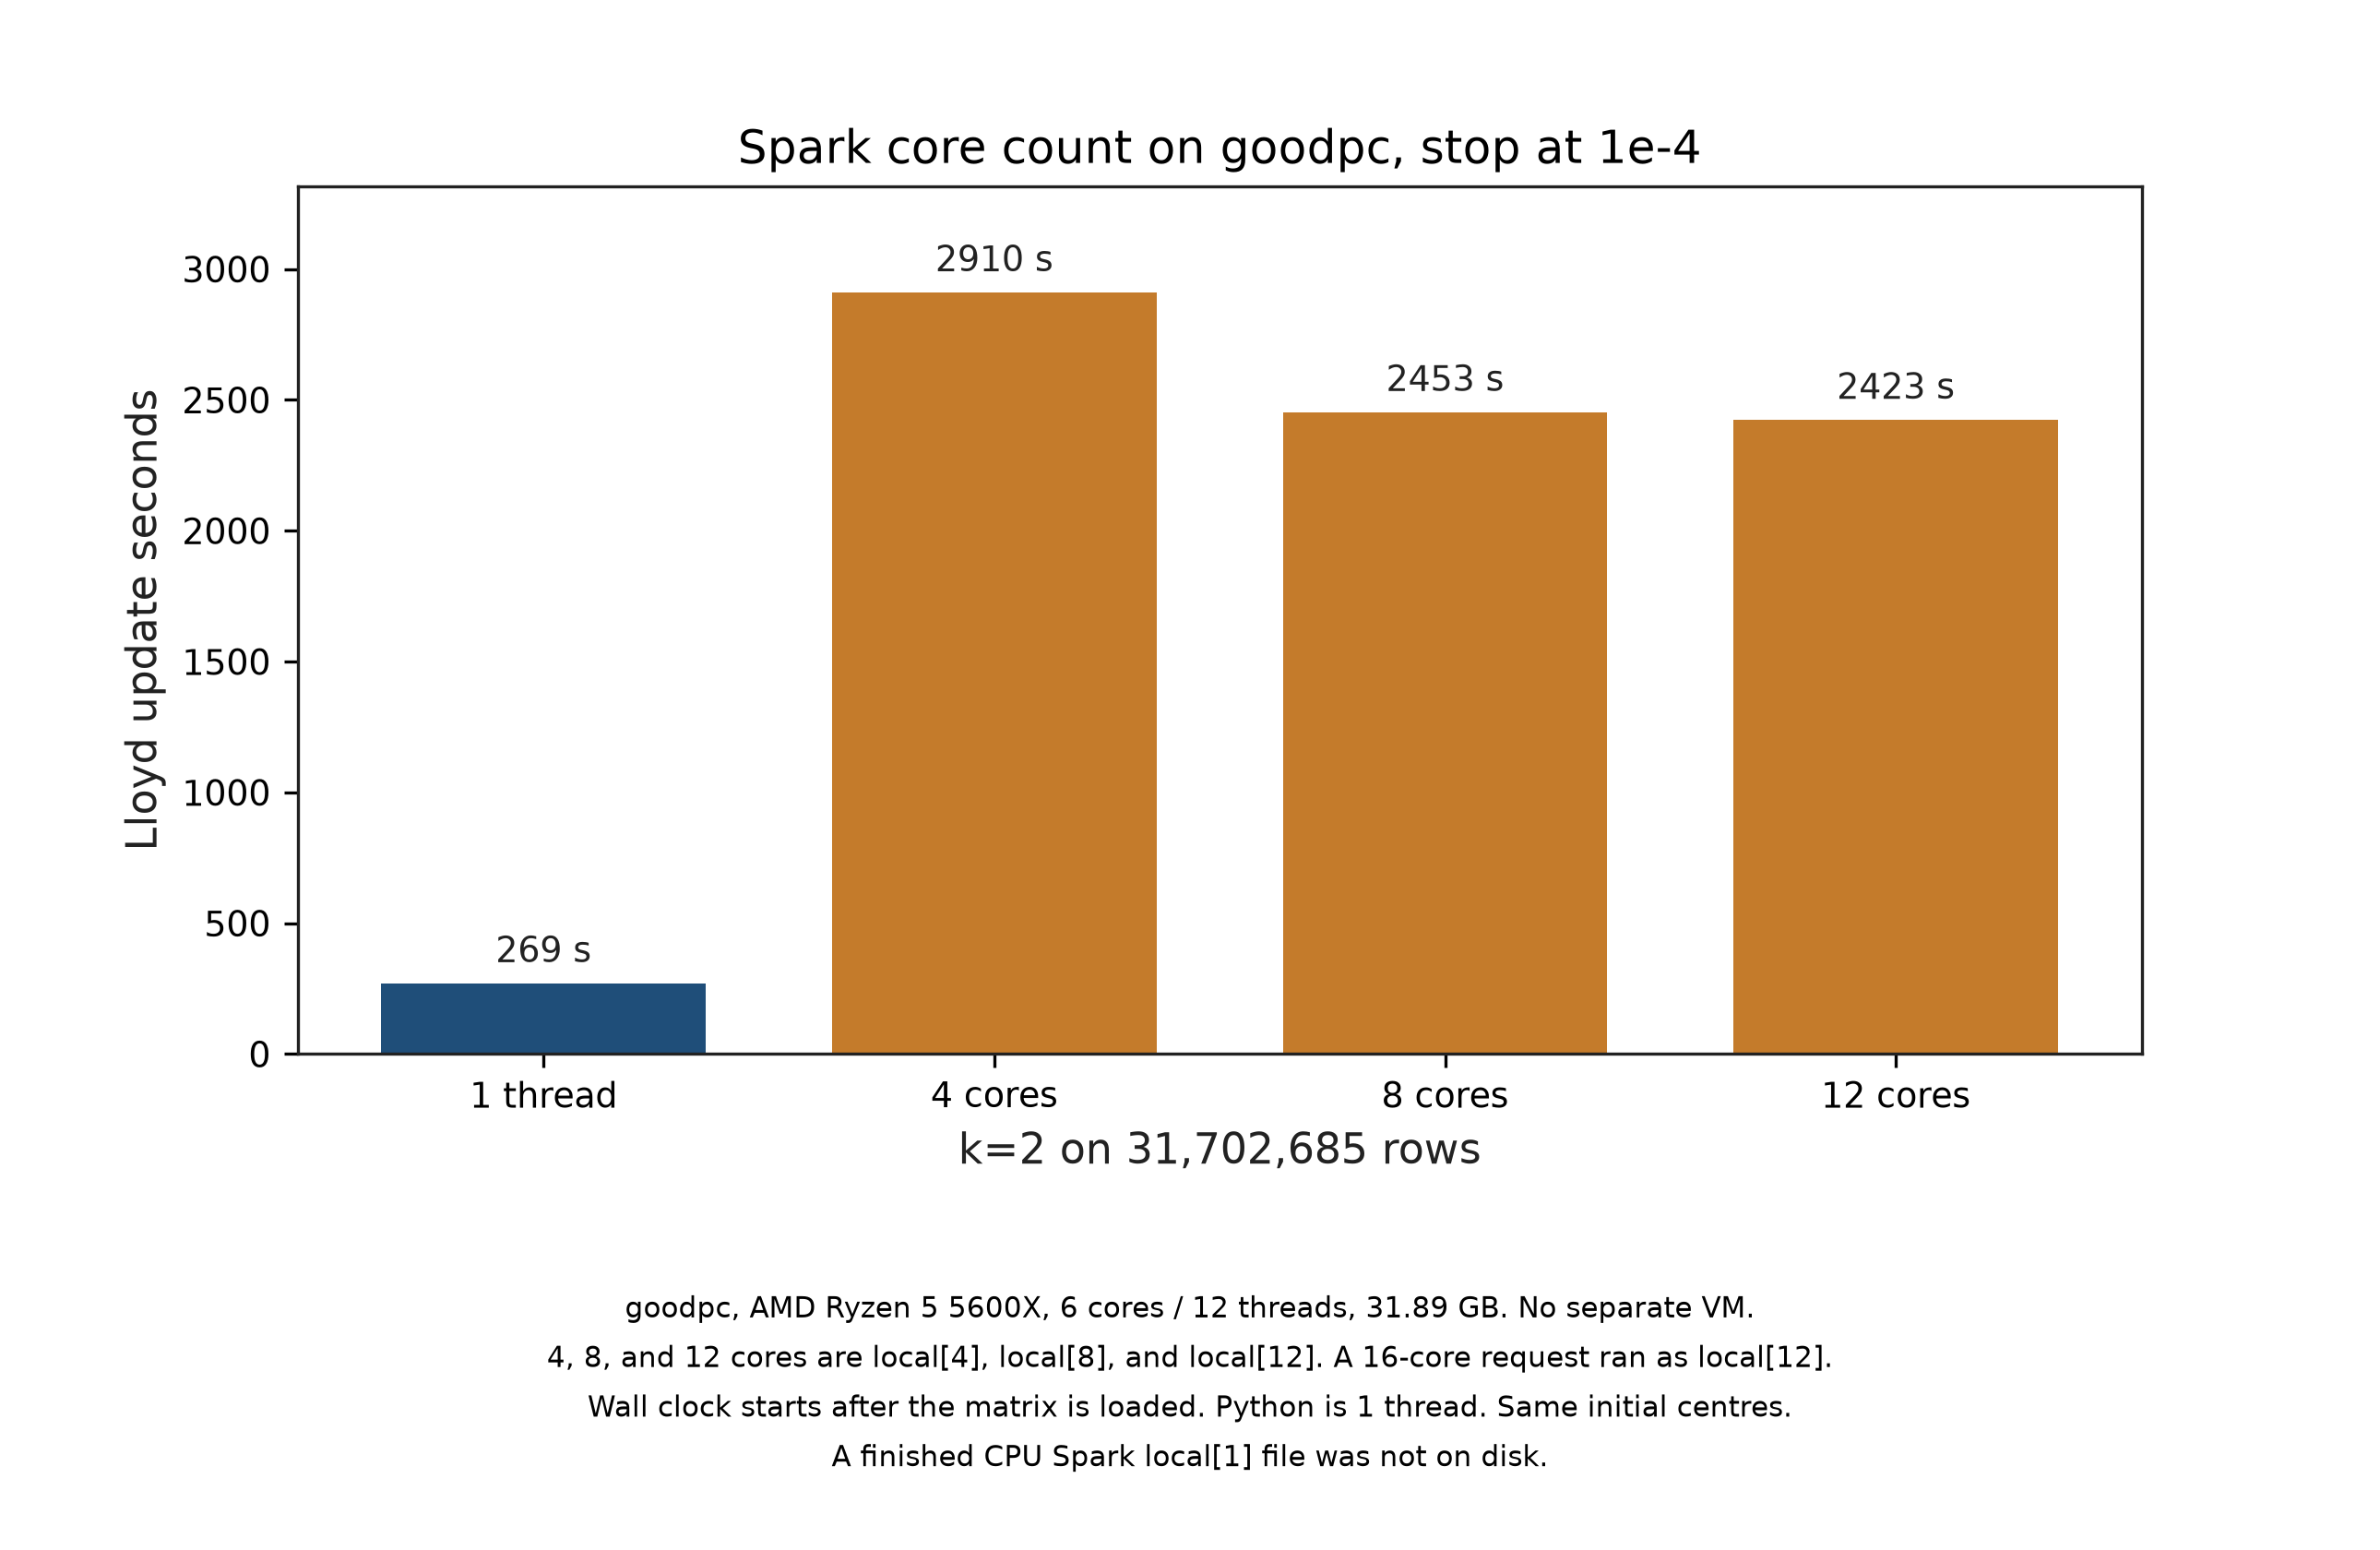 Spark core count on goodpc, stop at 1e-4
Lloyd update seconds
3000
2500
2000
1500
1000
500
0
269 s
2910 s
2453 s
2423 s
1 thread
4 cores
8 cores
12 cores
k=2 on 31,702,685 rows
goodpc, AMD Ryzen 5 5600X, 6 cores / 12 threads, 31.89 GB. No separate VM.
4, 8, and 12 cores are local[4], local[8], and local[12]. A 16-core request ran as local[12].
Wall clock starts after the matrix is loaded. Python is 1 thread. Same initial centres.
A finished CPU Spark local[1] file was not on disk.